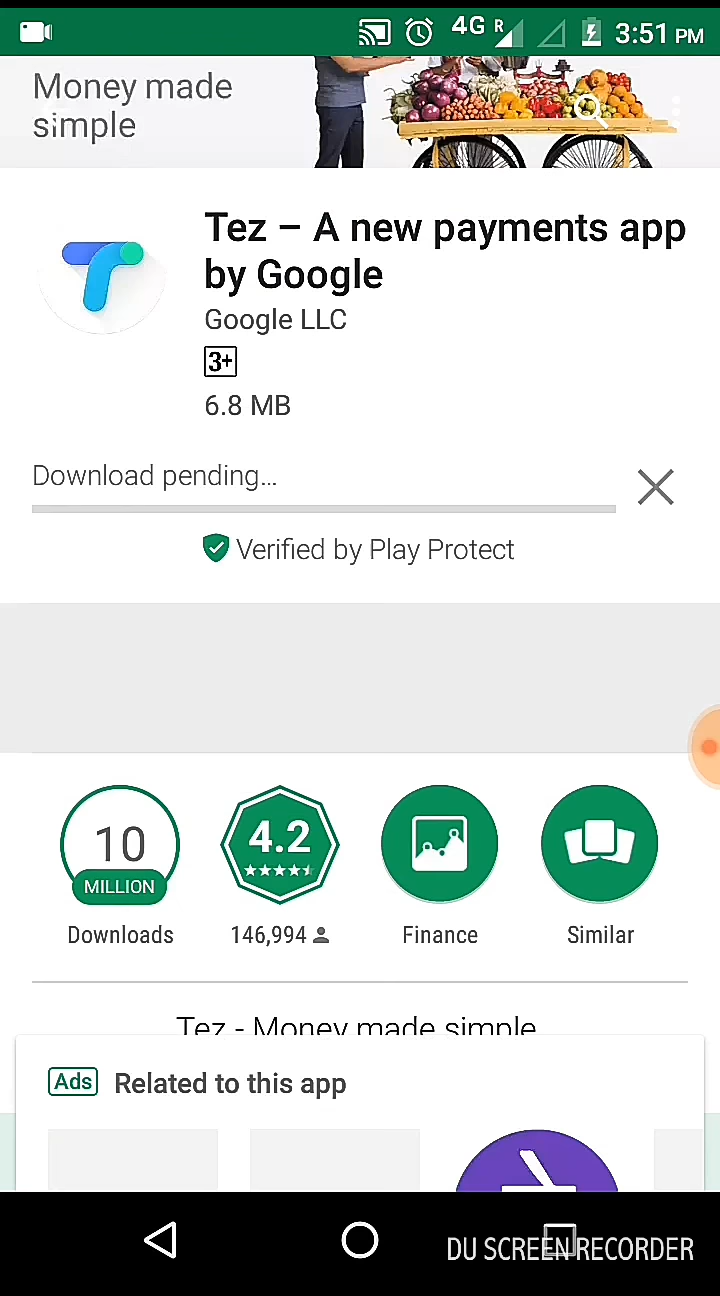 4G R 3:51 PM
Money made
simple
Tez – A new payments app
by Google
Google LLC
3+
6.8 MB
Download pending...
Verified by Play Protect
10
MILLION
4.2
Downloads
146,994
Finance
Similar
Tez - Money made simple
Ads Related to this app
DU SCREEN RECORDER